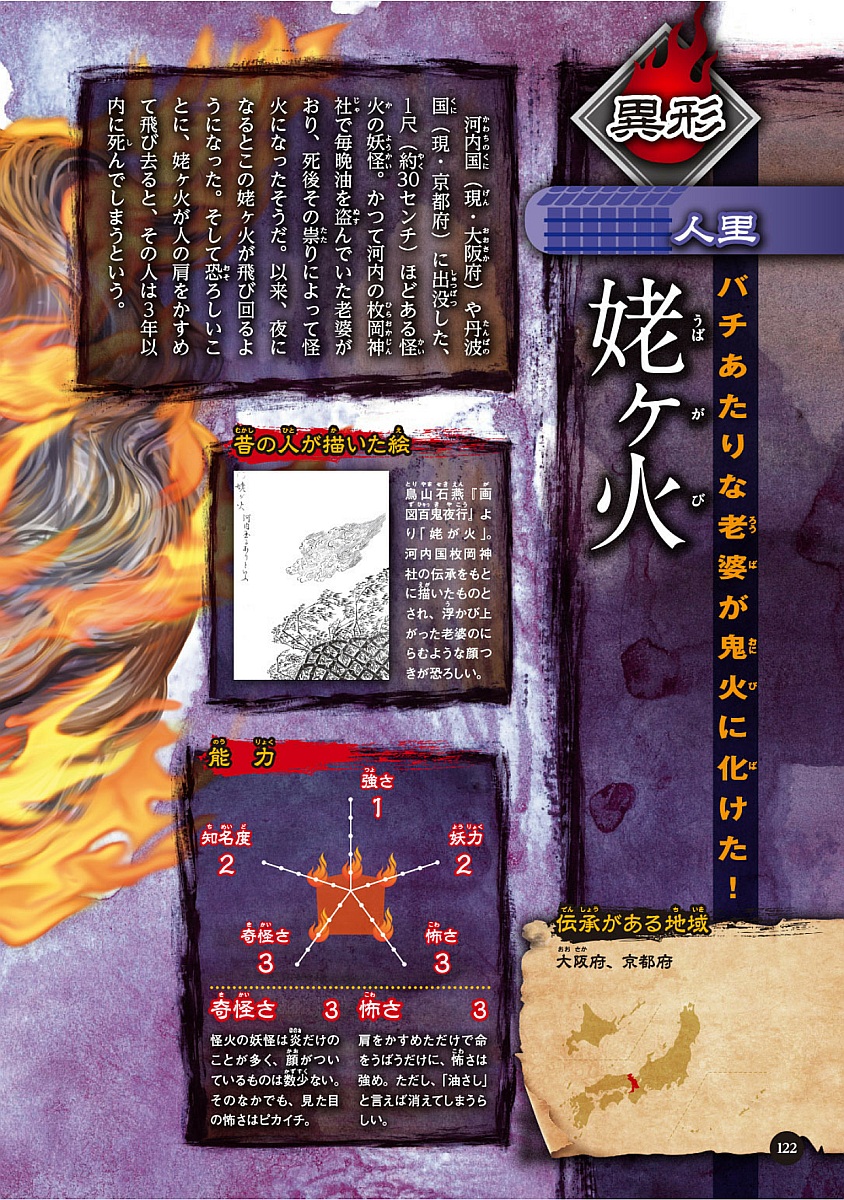 異形
人里
バチあたりな老婆が鬼火に化けた！
ろうば
おにび
ば
姥ヶ火
うばがび
河内国（現・大阪府）や丹波
国（現・京都府）に出没した、
1尺（約30センチ）ほどある怪
火の妖怪。かつて河内の枚岡神
社で毎晩油を盗んでいた老婆が
おり、死後その祟りによって怪
火になったそうだ。以来、夜に
なるとこの姥ヶ火が飛び回るよ
うになった。そして恐ろしいこ
とに、姥ヶ火が人の肩をかすめ
て飛び去ると、その人は3年以
内に死んでしまうという。
昔の人が描いた絵
鳥山石燕『画
図百鬼夜行』よ
り「姥が火」。
河内国枚岡神
社の伝承をもと
に描いたものと
され、浮かび上
がった老婆のに
らむような顔つ
きが恐ろしい。
姥が火
能力
強さ
1
妖力
2
怖さ
3
奇怪さ
3
知名度
2
奇怪さ 3
怪火の妖怪は炎だけの
ことが多く、顔がつい
ているものは数少ない。
そのなかでも、見た目
の怖さはピカイチ。
怖さ 3
肩をかすめただけで命
をうばうだけに、怖さは
強め。ただし、「油さし」
と言えば消えてしまうら
しい。
伝承がある地域
大阪府、京都府
122